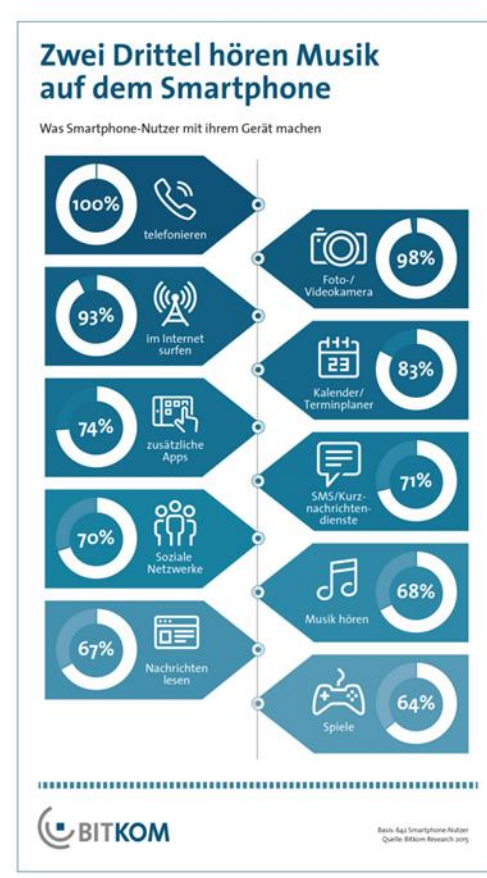 Zwei Drittel hören Musik
auf dem Smartphone
Was Smartphone-Nutzer mit ihrem Gerät machen
100%
telefonieren
98%
Foto-/
Videokamera
93%
im Internet
surfen
23
83%
Kalender/
Terminplaner
74%
zusätzliche
Apps
71%
SMS/Kurz-
nachrichten-
dienste
70%
Soziale
Netzwerke
68%
Musik hören
67%
Nachrichten
lesen
64%
Spiele
BITKOM
Basis: 642 Smartphone-Nutzer
Quelle: Bitkom Research 2015